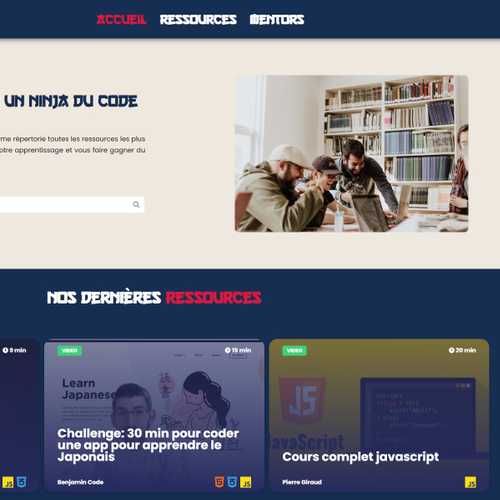 ACCUEIL RESSOURCES MENTORS
UN NINJA DU CODE
me répertorie toutes les ressources les plus
otre apprentissage et vous faire gagner du
NOS DERNIÈRES RESSOURCES
9 min
VIDEO
19 min
Learn
Japanese
Challenge: 30 min pour coder
une app pour apprendre le
Japonais
Benjamin Code
JS
VIDEO
20 min
JS
JavaScript
Cours complet javascript
Pierre Giraud
JS